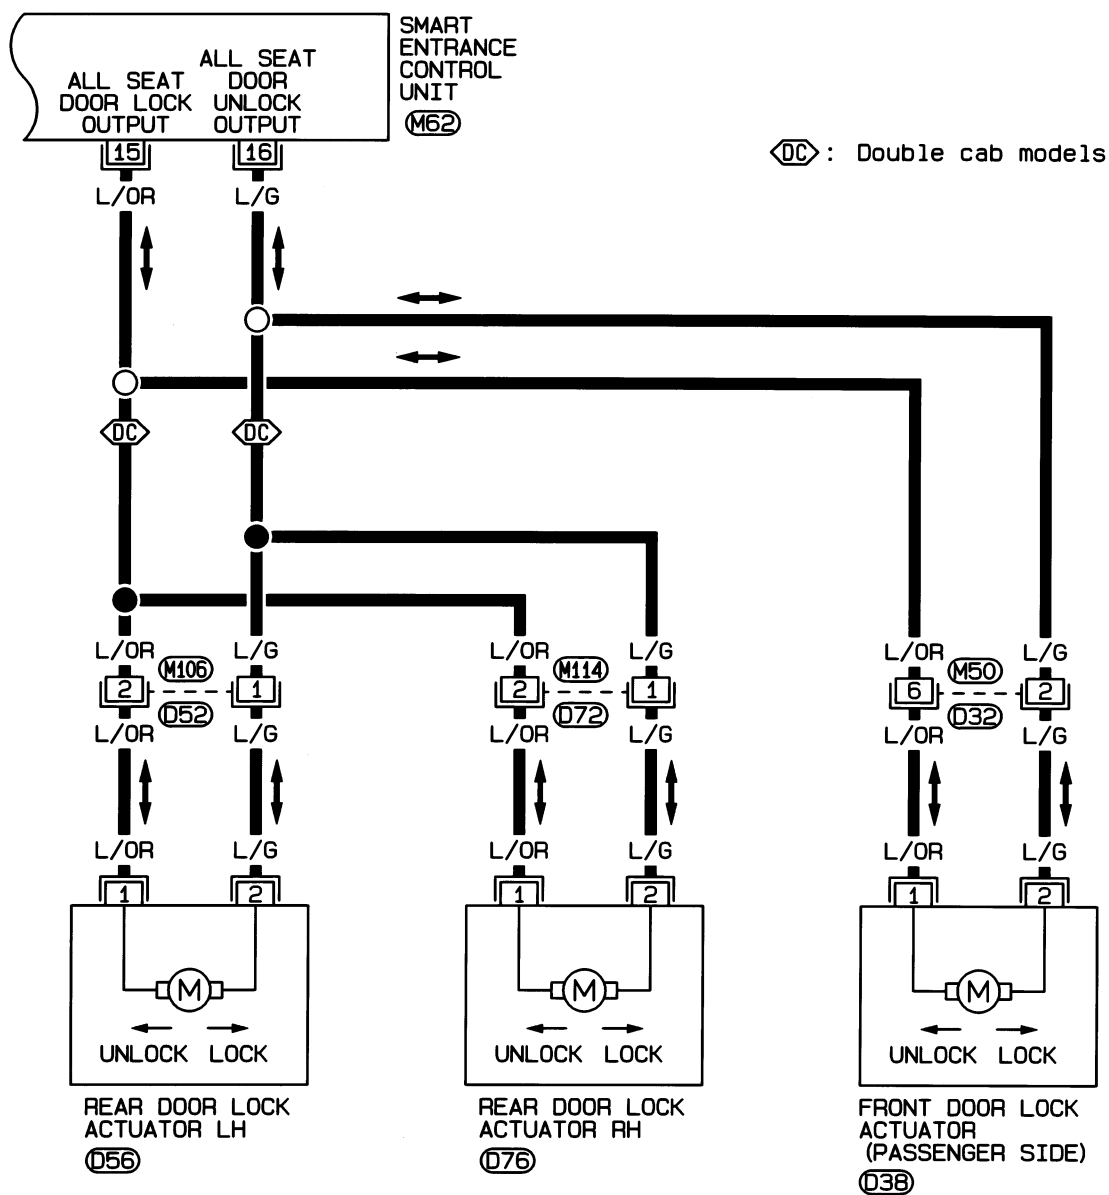 SMART
ENTRANCE
CONTROL
UNIT
M62
ALL SEAT
DOOR LOCK
OUTPUT
ALL SEAT
DOOR
UNLOCK
OUTPUT
15
16
L/OR
L/G
DC : Double cab models
DC
DC
L/OR
L/G
L/OR
L/G
L/OR
L/G
M106
M114
M50
2
1
2
1
6
2
D52
D72
D32
L/OR
L/G
L/OR
L/G
L/OR
L/G
L/OR
L/G
L/OR
L/G
L/OR
L/G
1
2
1
2
1
2
M
M
M
UNLOCK LOCK
UNLOCK LOCK
UNLOCK LOCK
REAR DOOR LOCK
ACTUATOR LH
D56
REAR DOOR LOCK
ACTUATOR RH
D76
FRONT DOOR LOCK
ACTUATOR
(PASSENGER SIDE)
D38